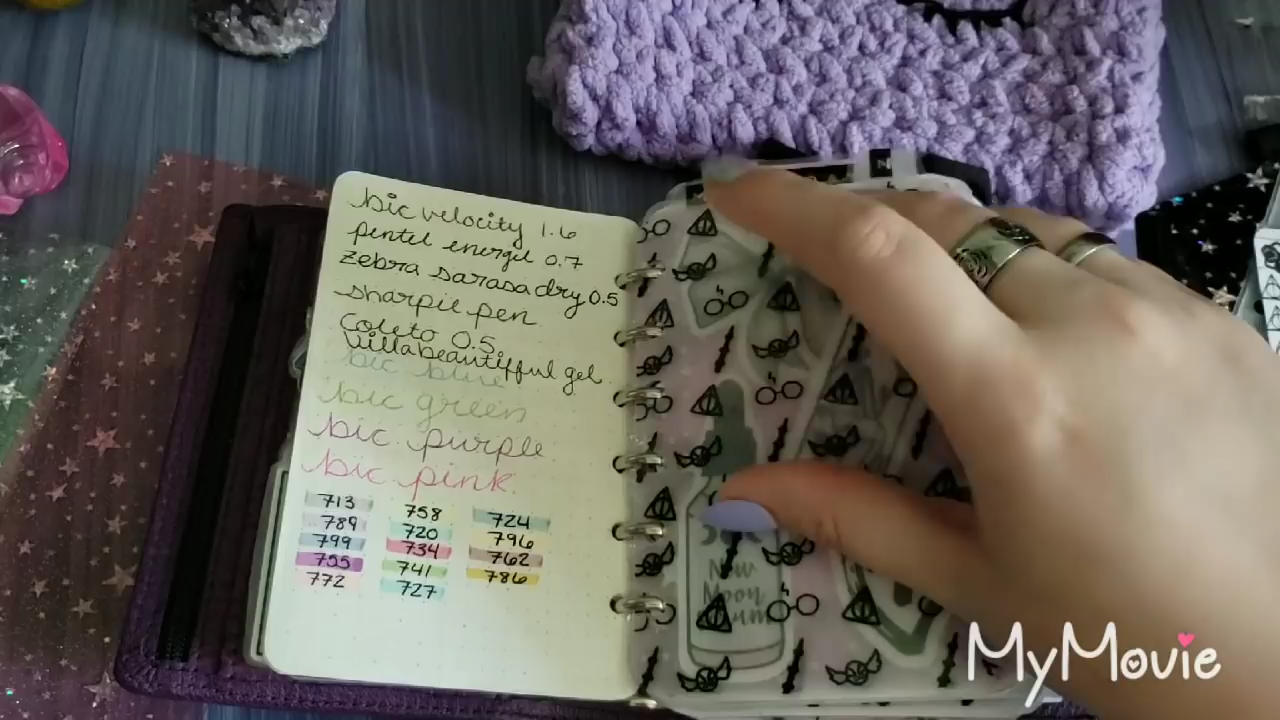 bic velocity 1.6
pentel energel 0.7
zebra sarasa dry 0.5
sharpie pen
Coleto 0.5
villabeautifful gel
bic blue
bic green
bic purple
bic pink
713 758 724
789 720 796
799 734 762
755 741 786
772 727
New
Moon
MyMovie